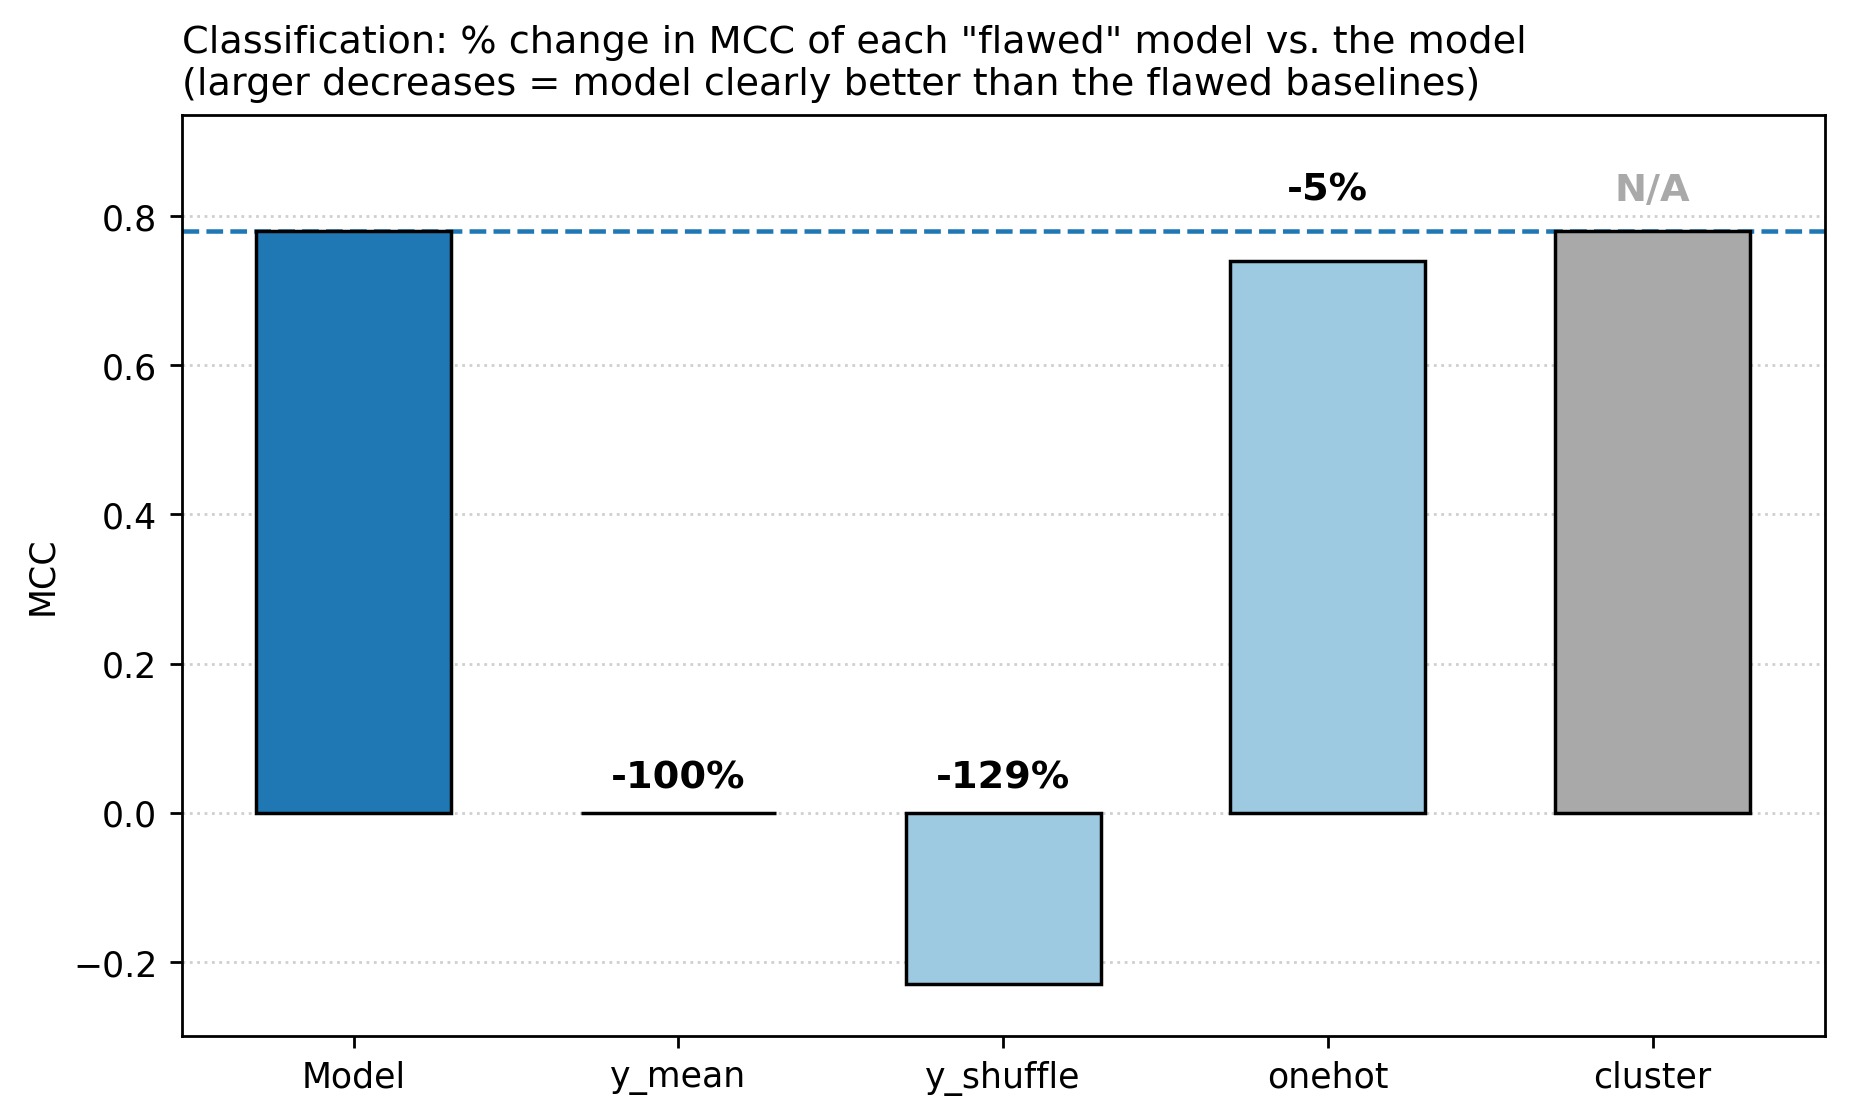 Classification: % change in MCC of each "flawed" model vs. the model
(larger decreases = model clearly better than the flawed baselines)
MCC
0.8
0.6
0.4
0.2
0.0
−0.2
-100%
-129%
-5%
N/A
Model
y_mean
y_shuffle
onehot
cluster